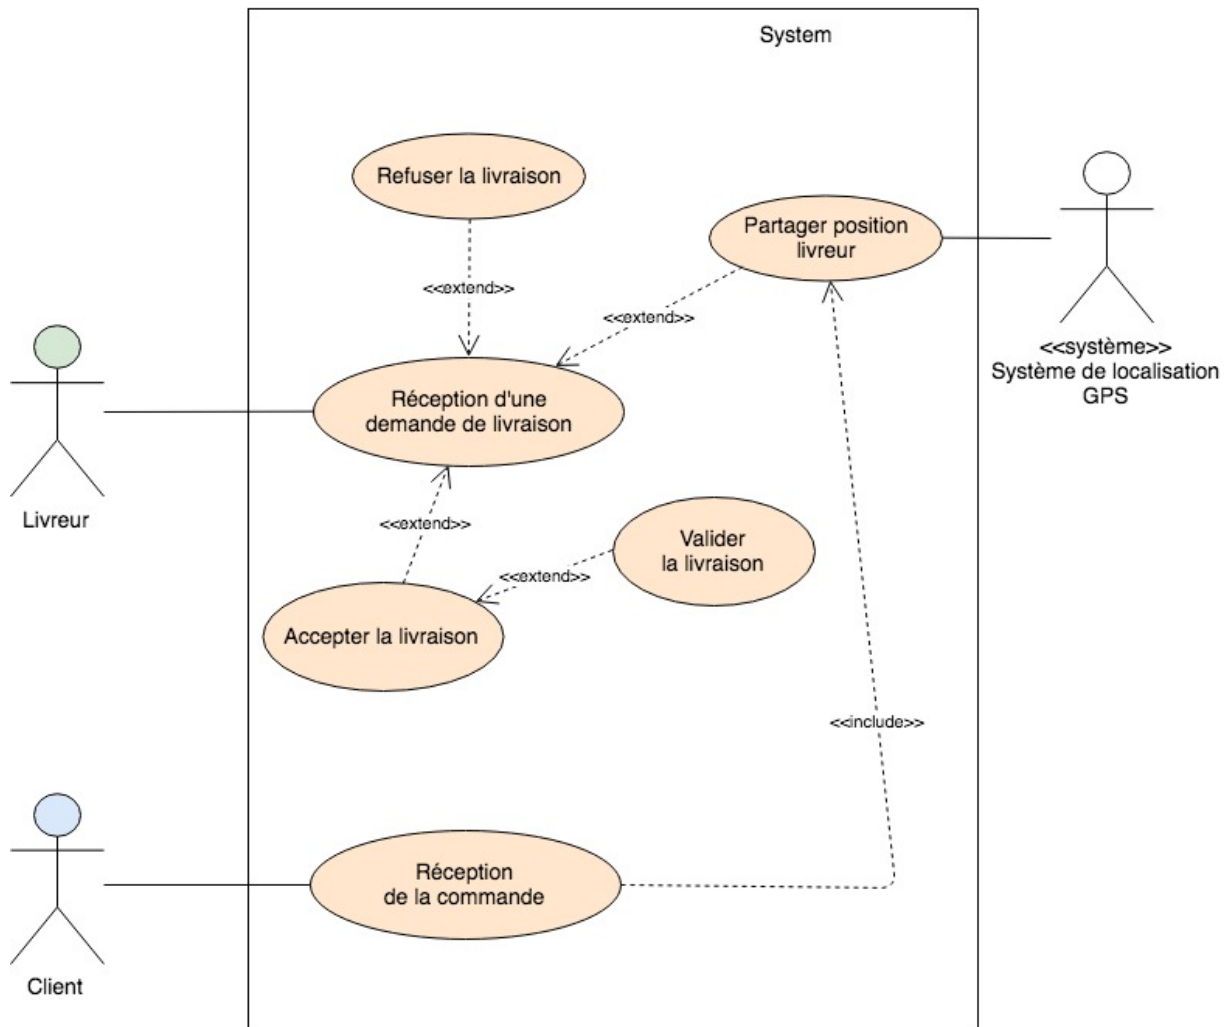 System
Refuser la livraison
Partager position
livreur
<<extend>>
<<extend>>
<<système>>
Système de localisation
GPS
Réception d'une
demande de livraison
Livreur
<<extend>>
Valider
la livraison
<<extend>>
Accepter la livraison
<<include>>
Réception
de la commande
Client